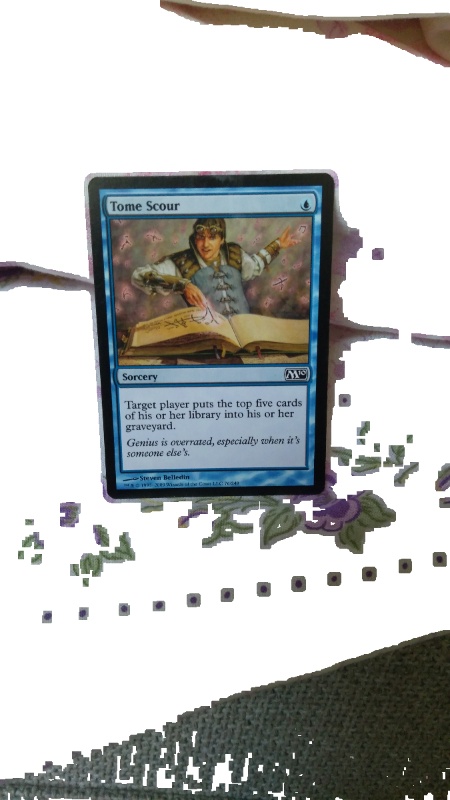 Tome Scour
Sorcery
M10
Target player puts the top five cards
of his or her library into his or her
graveyard.
Genius is overrated, especially when it's
someone else's.
Steven Belledin